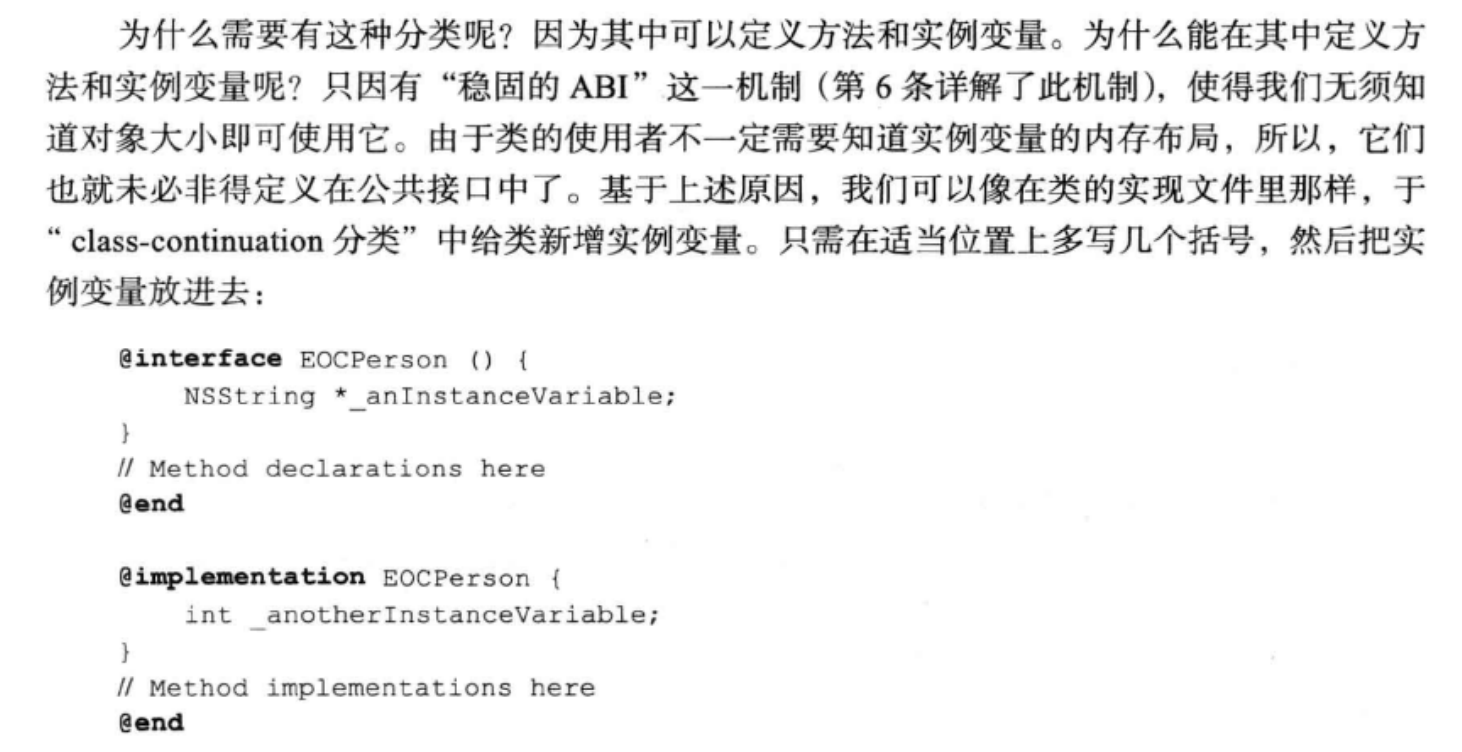 为什么需要有这种分类呢？因为其中可以定义方法和实例变量。为什么能在其中定义方
法和实例变量呢？只因有“稳固的 ABI”这一机制（第 6 条详解了此机制），使得我们无须知
道对象大小即可使用它。由于类的使用者不一定需要知道实例变量的内存布局，所以，它们
也就未必非得定义在公共接口中了。基于上述原因，我们可以像在类的实现文件里那样，于
“ class-continuation 分类”中给类新增实例变量。只需在适当位置上多写几个括号，然后把实
例变量放进去：
@interface EOCPerson () {
    NSString *_anInstanceVariable;
}
// Method declarations here
@end
@implementation EOCPerson {
    int _anotherInstanceVariable;
}
// Method implementations here
@end